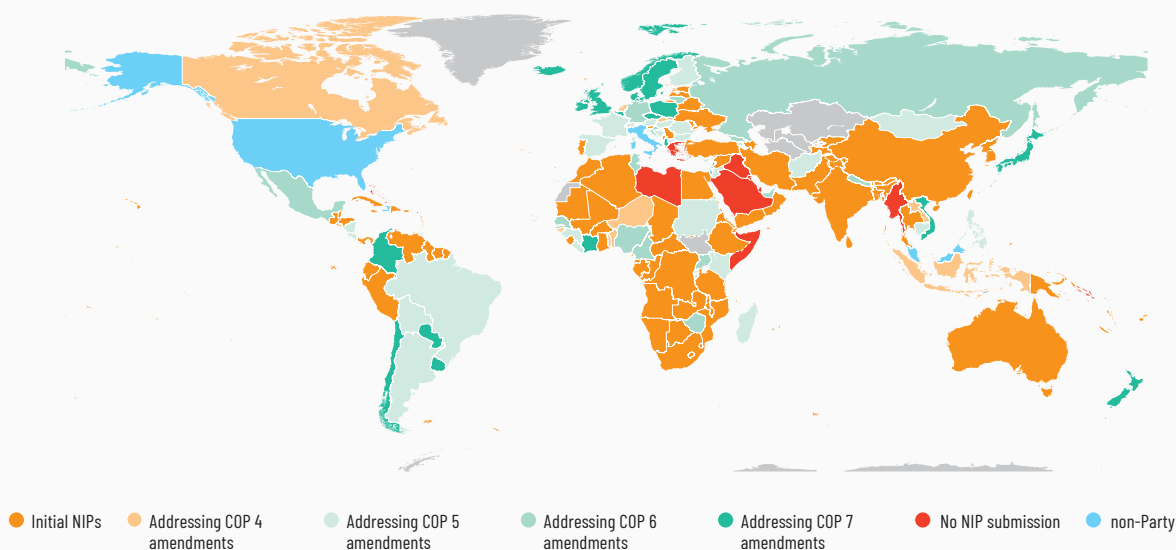 Initial NIPs
Addressing COP 4
amendments
Addressing COP 5
amendments
Addressing COP 6
amendments
Addressing COP 7
amendments
No NIP submission
non-Party